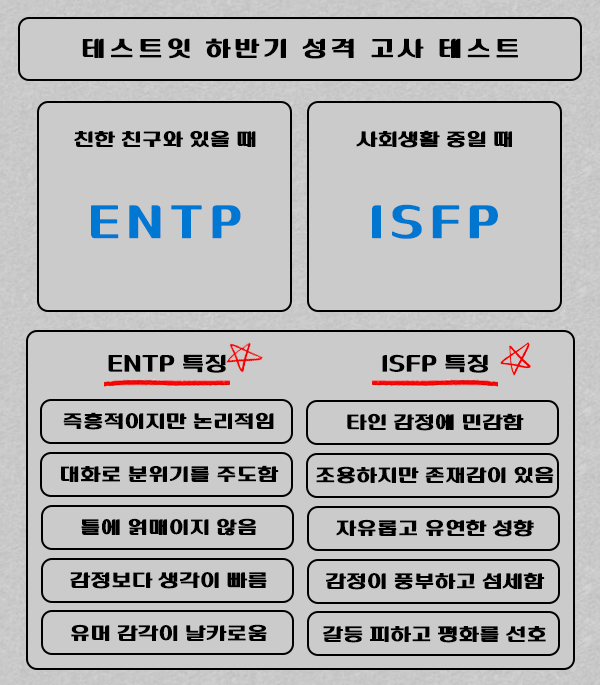 테스트잇 하반기 성격 고사 테스트
친한 친구와 있을 때
ENTP
사회생활 중일 때
ISFP
ENTP 특징
즉흥적이지만 논리적임
대화로 분위기를 주도함
틀에 얽매이지 않음
감정보다 생각이 빠름
유머 감각이 날카로움
ISFP 특징
타인 감정에 민감함
조용하지만 존재감이 있음
자유롭고 유연한 성향
감정이 풍부하고 섬세함
갈등 피하고 평화를 선호